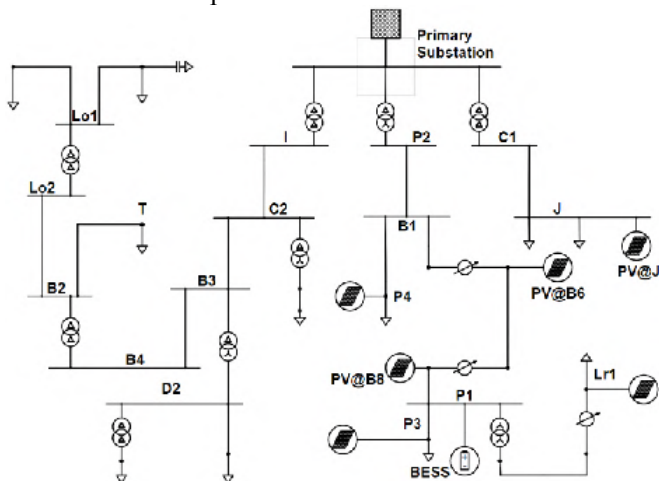 Primary
Substation
Lo1
I
P2
C1
Lo2
T
C2
B1
J
PV@J
B2
B3
P4
PV@B6
B4
PV@B8
Lr1
D2
P1
P3
BESS